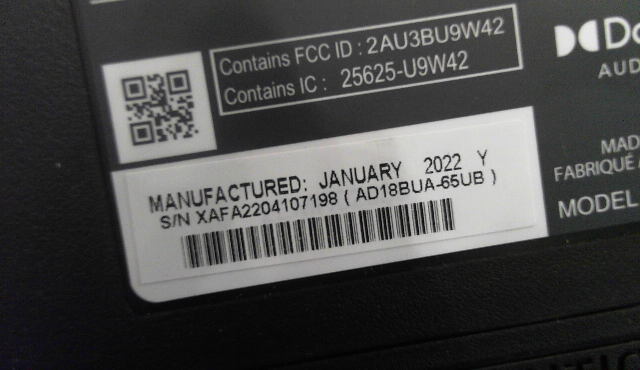 Contains FCC ID : 2AU3BU9W42
Contains IC : 25625-U9W42
AUD
MANUFACTURED: JANUARY 2022 Y
S/N XAFA2204107198 ( AD18BUA-65UB )
MAD
FABRIQUÉ
MODEL